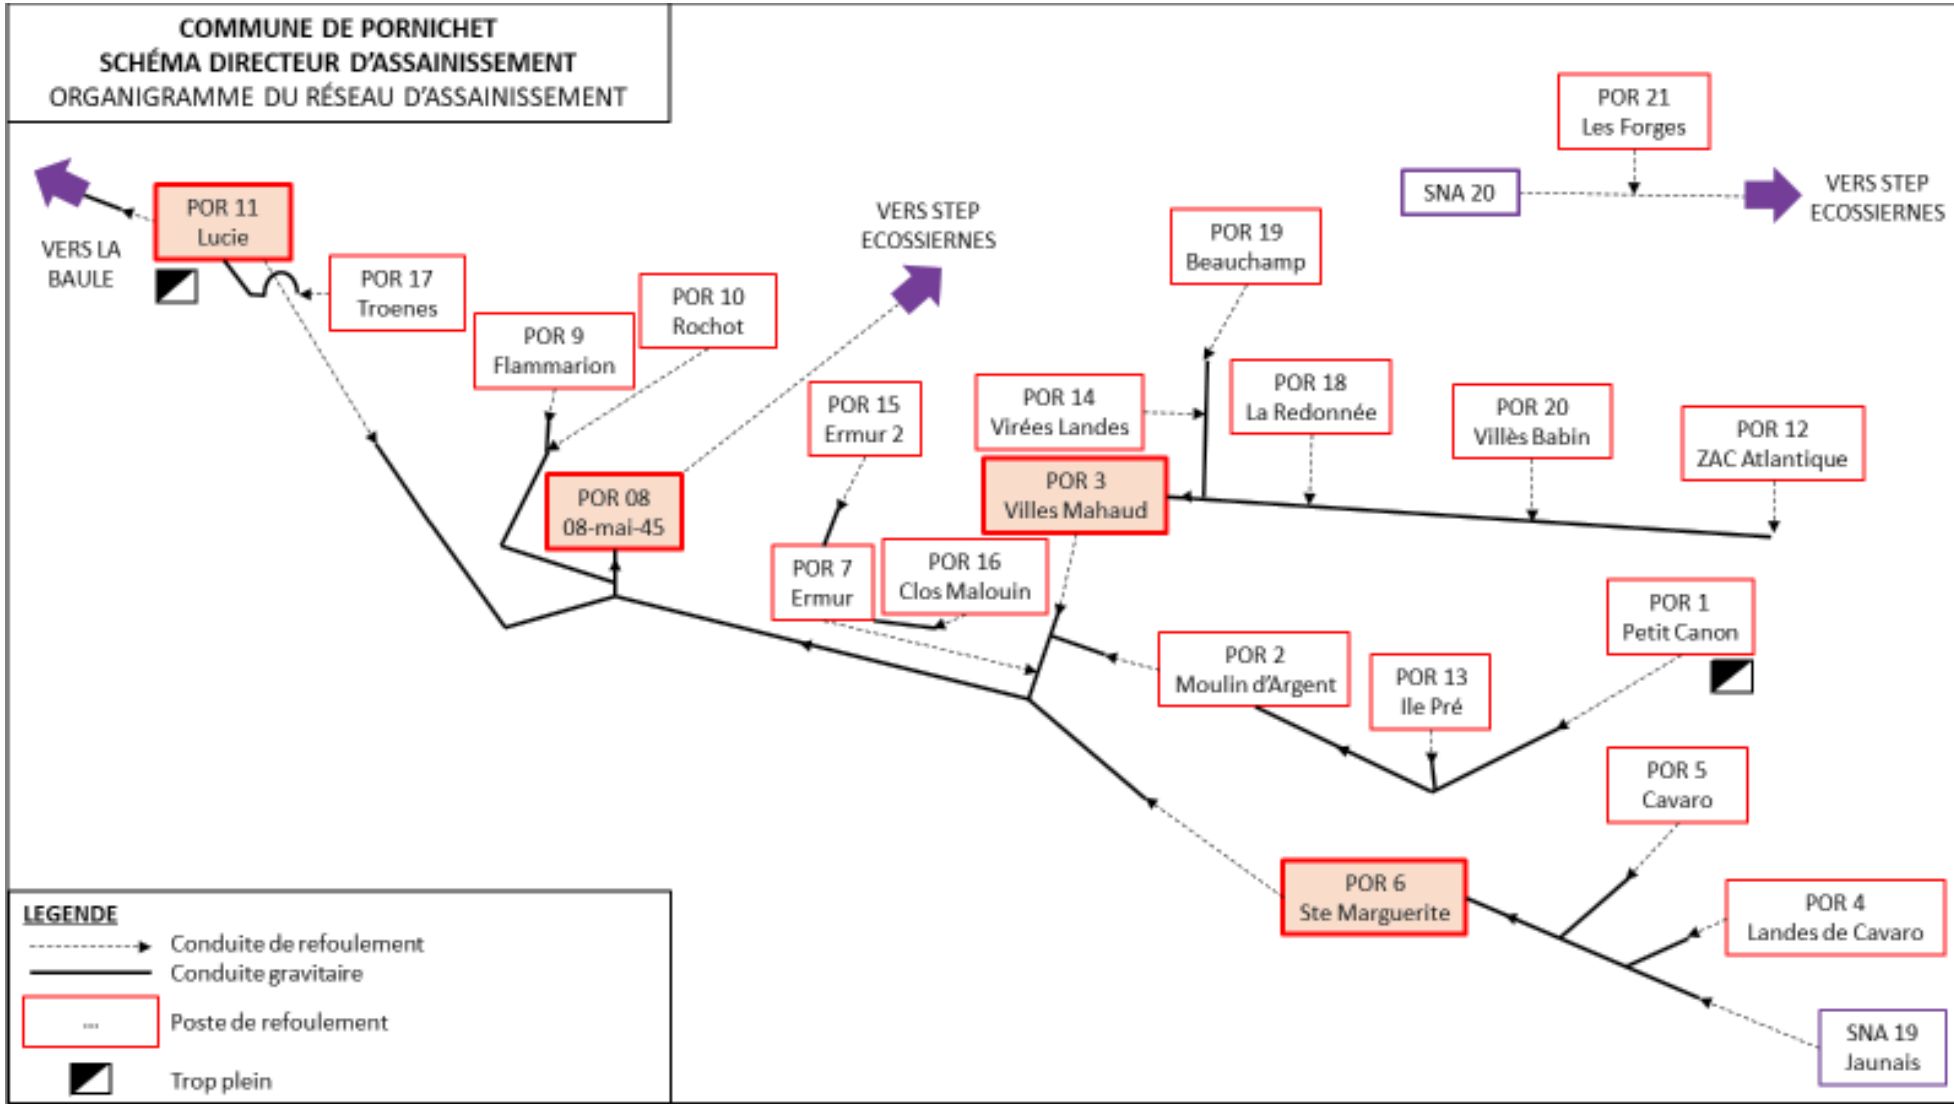 COMMUNE DE PORNICHET
SCHÉMA DIRECTEUR D'ASSAINISSEMENT
ORGANIGRAMME DU RÉSEAU D'ASSAINISSEMENT
POR 21
Les Forges
SNA 20
VERS STEP
ECOSSIERNES
POR 11
Lucie
VERS LA
BAULE
POR 17
Troenes
POR 9
Flammarion
POR 10
Rochot
VERS STEP
ECOSSIERNES
POR 19
Beauchamp
POR 15
Ermur 2
POR 14
Virées Landes
POR 18
La Redonnée
POR 20
Villès Babin
POR 12
ZAC Atlantique
POR 08
08-mai-45
POR 3
Villes Mahaud
POR 7
Ermur
POR 16
Clos Malouin
POR 1
Petit Canon
POR 2
Moulin d'Argent
POR 13
Ile Pré
POR 5
Cavaro
POR 6
Ste Marguerite
POR 4
Landes de Cavaro
SNA 19
Jaunais
LEGENDE
Conduite de refoulement
Conduite gravitaire
....
Poste de refoulement
Trop plein